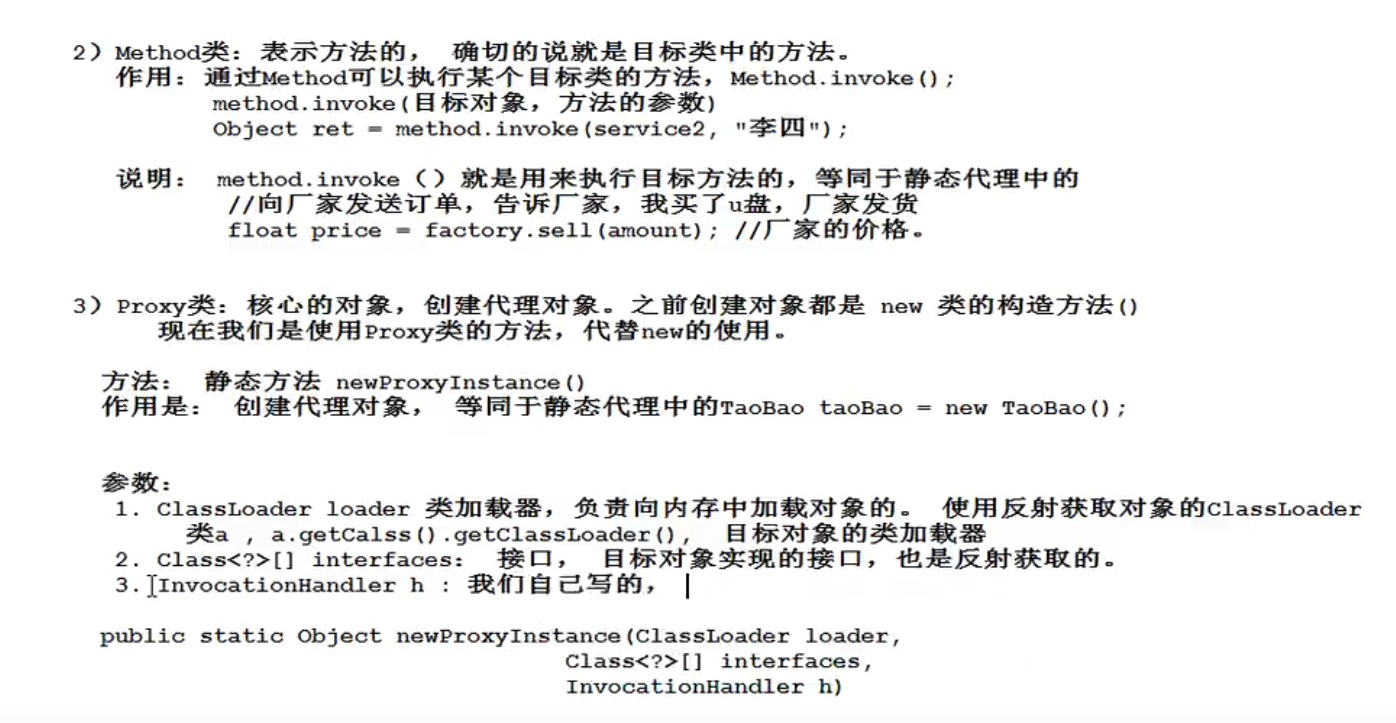 2）Method类：表示方法的， 确切的说就是目标类中的方法。
作用：通过Method可以执行某个目标类的方法，Method.invoke();
method.invoke(目标对象，方法的参数)
Object ret = method.invoke(service2, "李四");
说明： method.invoke（）就是用来执行目标方法的，等同于静态代理中的
//向厂家发送订单，告诉厂家，我买了u盘，厂家发货
float price = factory.sell(amount); //厂家的价格。
3）Proxy类：核心的对象，创建代理对象。之前创建对象都是 new 类的构造方法()
现在我们是使用Proxy类的方法，代替new的使用。
方法： 静态方法 newProxyInstance()
作用是： 创建代理对象， 等同于静态代理中的TaoBao taoBao = new TaoBao();
参数：
1. ClassLoader loader 类加载器，负责向内存中加载对象的。 使用反射获取对象的ClassLoader
类a , a.getCalss().getClassLoader(), 目标对象的类加载器
2. Class<?>[] interfaces： 接口， 目标对象实现的接口，也是反射获取的。
3. InvocationHandler h : 我们自己写的，
public static Object newProxyInstance(ClassLoader loader,
Class<?>[] interfaces,
InvocationHandler h)